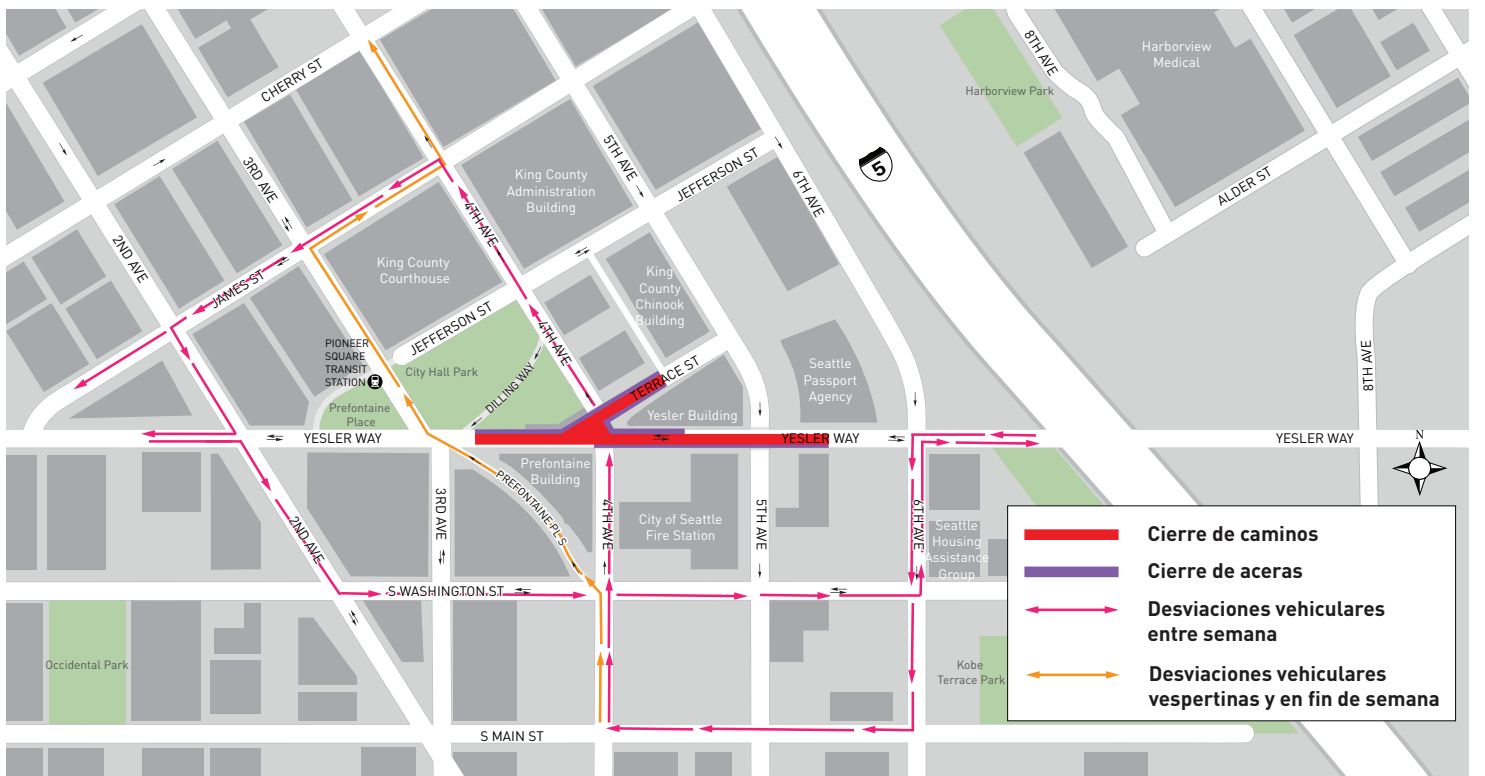 CHERRY ST
3RD AVE
2ND AVE
JAMES ST
King County
Administration
Building
5TH AVE
JEFFERSON ST
6TH AVE
5
Harborview Park
8TH AVE
Harborview
Medical
ALDER ST
8TH AVE
4TH AVE
King County
Courthouse
King
County
Chinook
Building
JEFFERSON ST
4TH AVE
PIONEER
SQUARE
TRANSIT
STATION
City Hall Park
DILLING WAY
Prefontaine
Place
TERRACE ST
Yesler Building
Seattle
Passport
Agency
YESLER WAY
YESLER WAY
YESLER WAY
N
Prefontaine
Building
PREFONTAINE PL S
3RD AVE
2ND AVE
4TH AVE
City of Seattle
Fire Station
5TH AVE
6TH AVE
Seattle
Housing
Assistance
Group
S WASHINGTON ST
Occidental Park
Kobe
Terrace Park
S MAIN ST
Cierre de caminos
Cierre de aceras
Desviaciones vehiculares
entre semana
Desviaciones vehiculares
vespertinas y en fin de semana